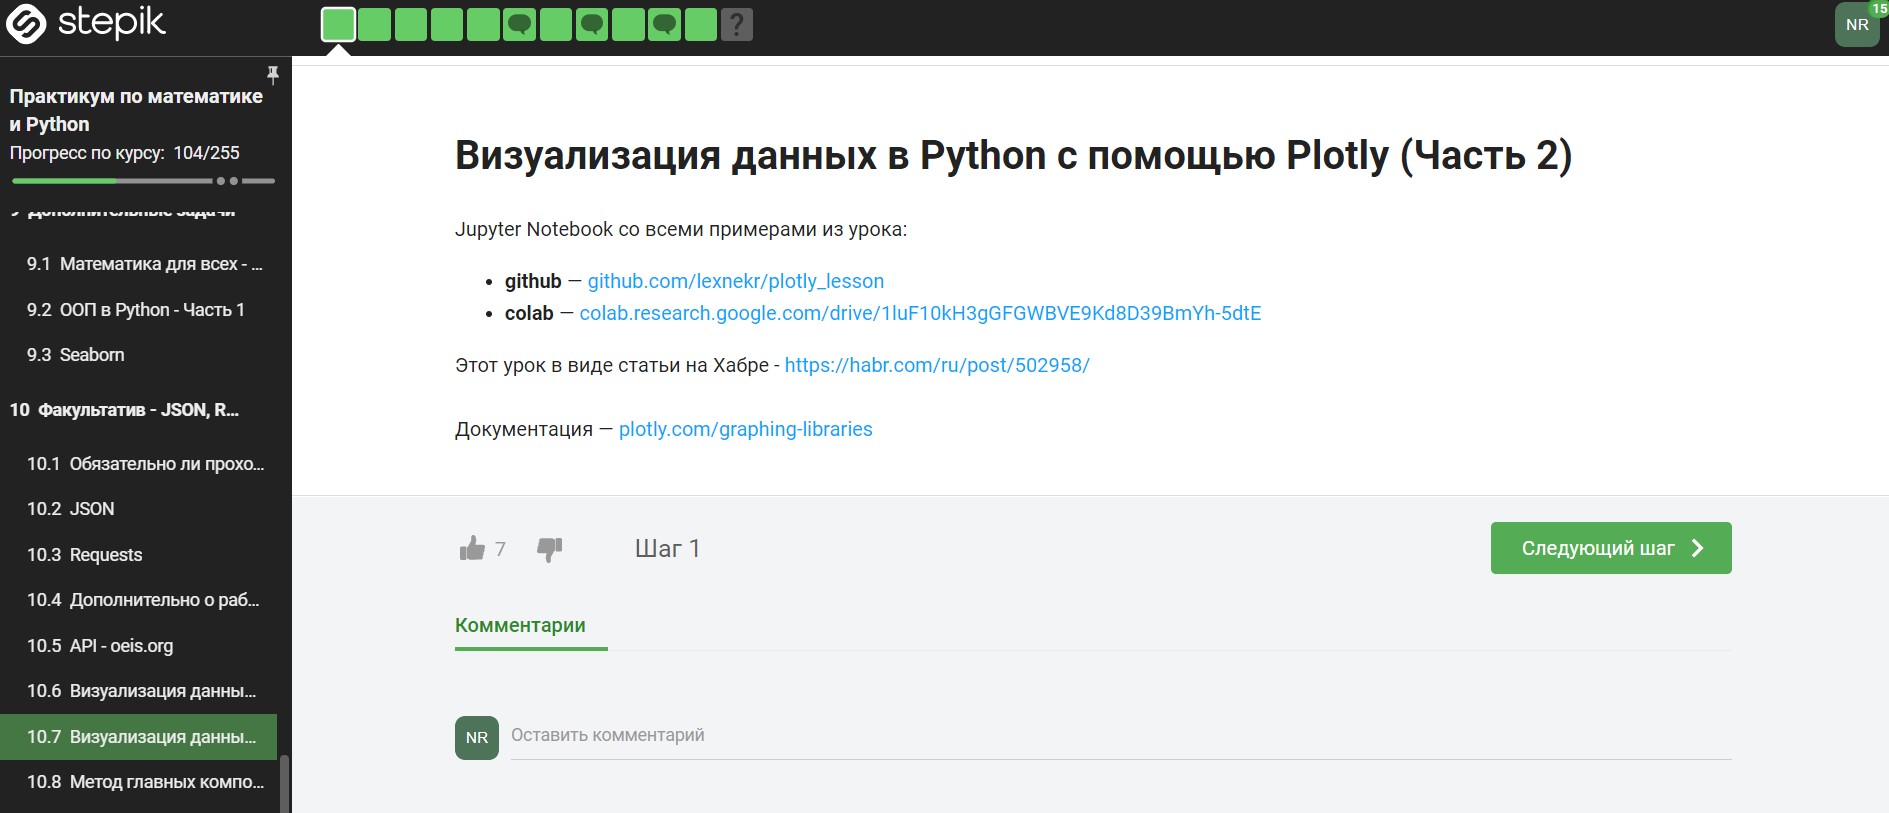 stepik
?
NR
15
Практикум по математике
и Python
Прогресс по курсу: 104/255
9 Дополнительные задачи
9.1 Математика для всех - ...
9.2 ООП в Python - Часть 1
9.3 Seaborn
10 Факультатив - JSON, R...
10.1 Обязательно ли прохо...
10.2 JSON
10.3 Requests
10.4 Дополнительно о раб...
10.5 API - oeis.org
10.6 Визуализация данны...
10.7 Визуализация данны...
10.8 Метод главных компо...
Визуализация данных в Python с помощью Plotly (Часть 2)
Jupyter Notebook со всеми примерами из урока:
• github — github.com/lexnekr/plotly_lesson
• colab — colab.research.google.com/drive/1luF10kH3gGFGWBVE9Kd8D39BmYh-5dtE
Этот урок в виде статьи на Хабре - https://habr.com/ru/post/502958/
Документация — plotly.com/graphing-libraries
7
Шаг 1
Следующий шаг
Комментарии
NR
Оставить комментарий